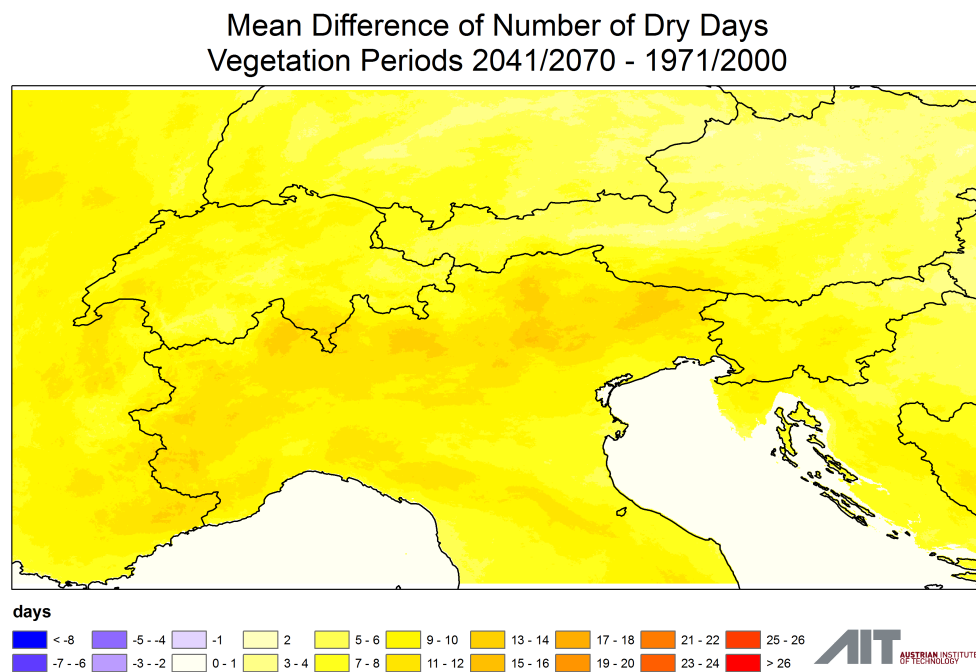 Mean Difference of Number of Dry Days
Vegetation Periods 2041/2070 - 1971/2000
days
< -8 -5 - -4 -1 2 5 - 6 9 - 10 13 - 14 17 - 18 21 - 22 25 - 26
-7 - -6 -3 - -2 0 - 1 3 - 4 7 - 8 11 - 12 15 - 16 19 - 20 23 - 24 > 26
AIT AUSTRIAN INSTITUTE
OF TECHNOLOGY